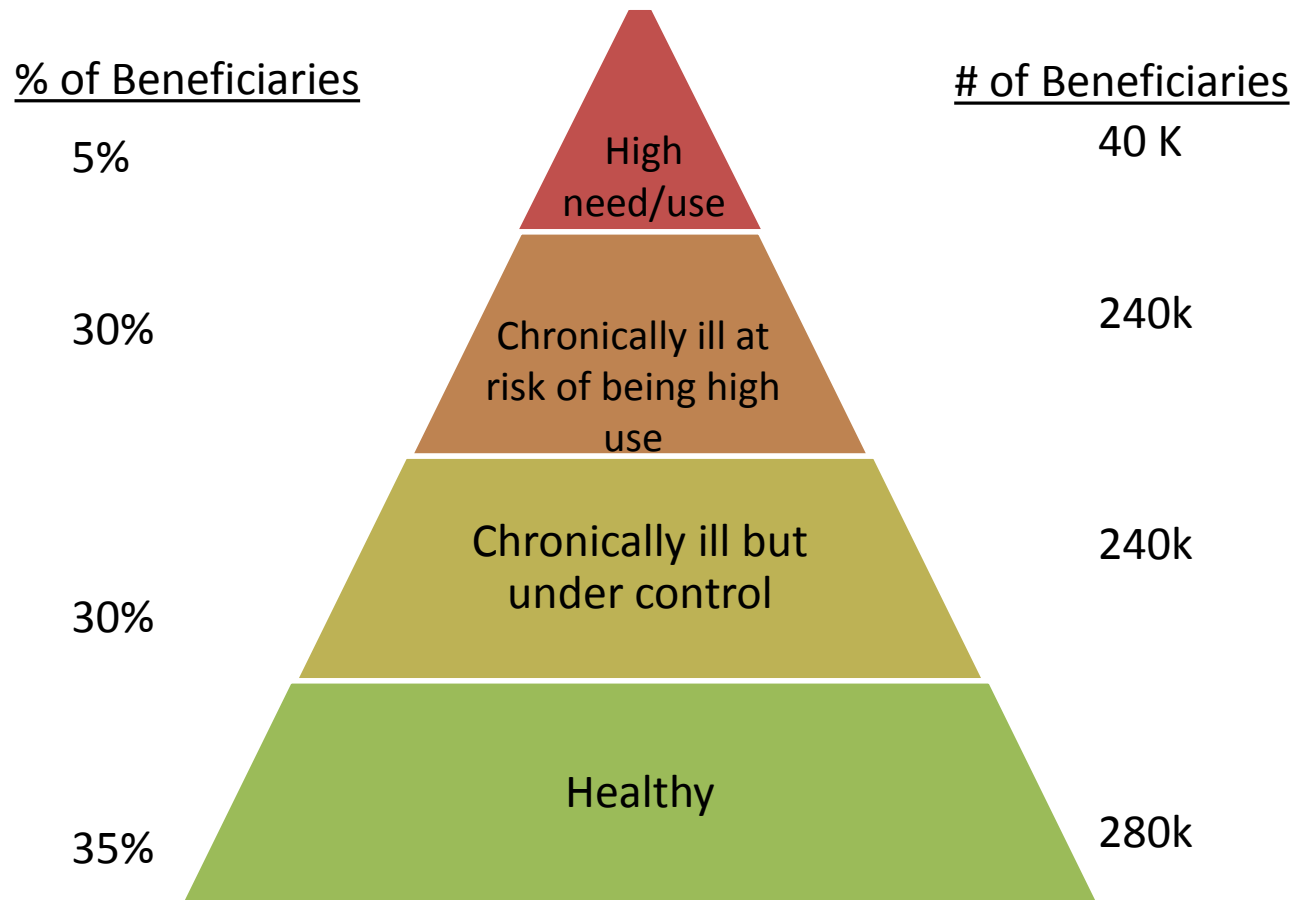 % of Beneficiaries
# of Beneficiaries
5%
High
need/use
40 K
30%
Chronically ill at
risk of being high
use
240k
30%
Chronically ill but
under control
240k
35%
Healthy
280k